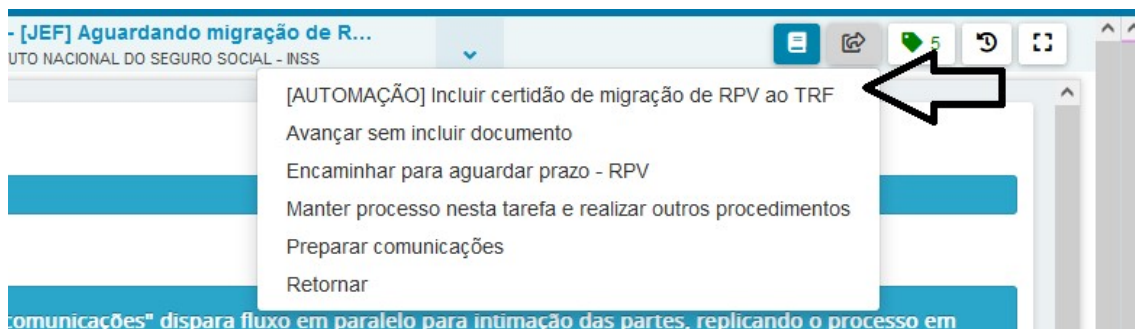 - [JEF] Aguardando migração de R...
UTO NACIONAL DO SEGURO SOCIAL - INSS
5
[AUTOMAÇÃO] Incluir certidão de migração de RPV ao TRF
Avançar sem incluir documento
Encaminhar para aguardar prazo - RPV
Manter processo nesta tarefa e realizar outros procedimentos
Preparar comunicações
Retornar
comunicações" dispara fluxo em paralelo para intimação das partes, replicando o processo em